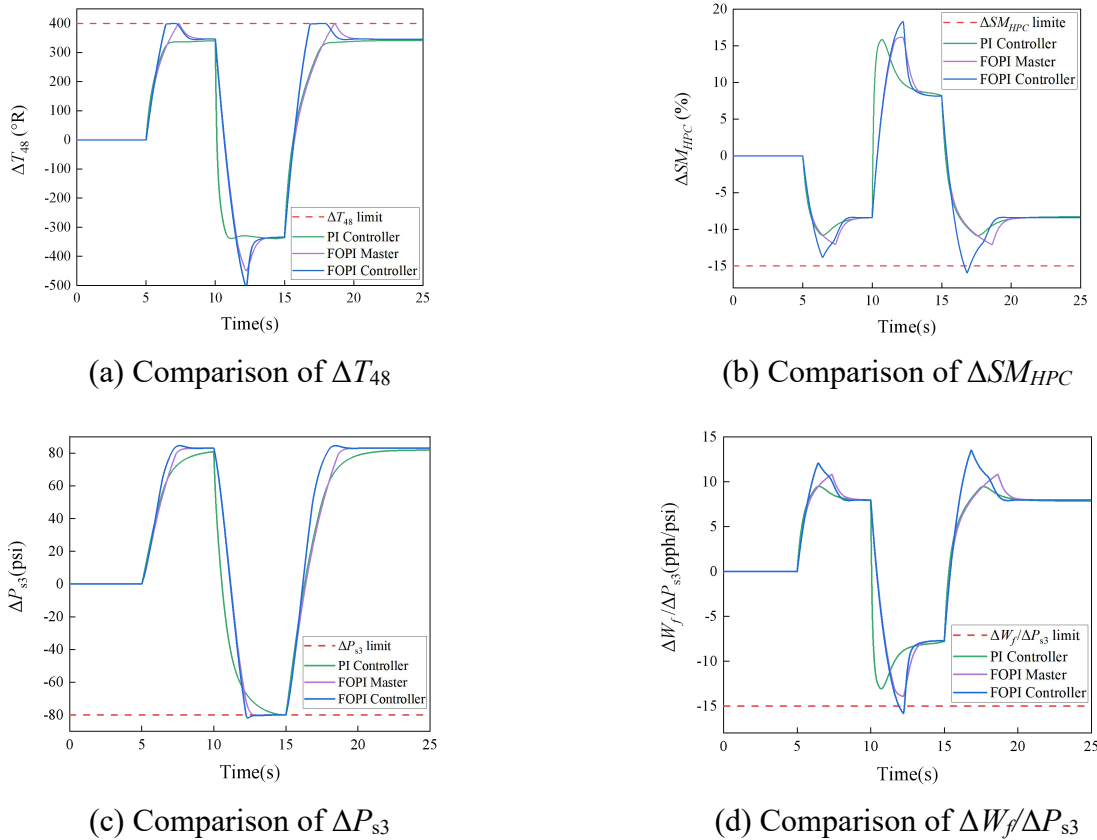 400
300
200
100
0
-100
-200
-300
-400
-500
0 5 10 15 20 25
ΔT48 (°R)
Time(s)
ΔT48 limit
PI Controller
FOPI Master
FOPI Controller
(a) Comparison of ΔT48
20
15
10
5
0
-5
-10
-15
0 5 10 15 20 25
ΔSMHPC (%)
Time(s)
ΔSMHPC limite
PI Controller
FOPI Master
FOPI Controller
(b) Comparison of ΔSMHPC
80
60
40
20
0
-20
-40
-60
-80
0 5 10 15 20 25
ΔPs3(psi)
Time(s)
ΔPs3 limit
PI Controller
FOPI Master
FOPI Controller
(c) Comparison of ΔPs3
15
10
5
0
-5
-10
-15
0 5 10 15 20 25
ΔWf/ΔPs3(pph/psi)
Time(s)
ΔWf/ΔPs3 limit
PI Controller
FOPI Master
FOPI Controller
(d) Comparison of ΔWf/ΔPs3